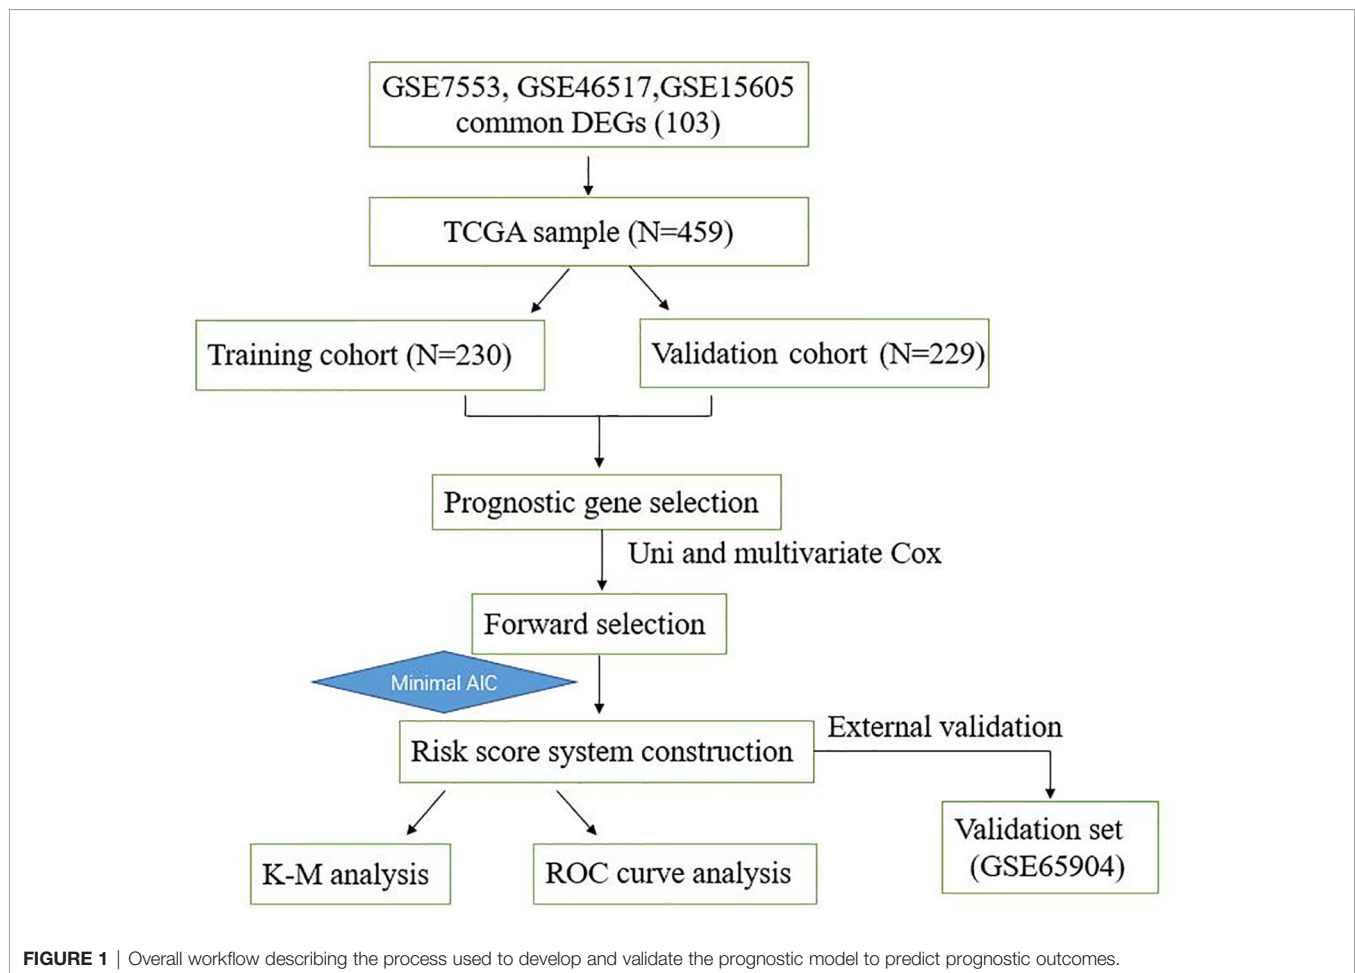 GSE7553, GSE46517,GSE15605
common DEGs (103)
TCGA sample (N=459)
Training cohort (N=230)
Validation cohort (N=229)
Prognostic gene selection
Uni and multivariate Cox
Forward selection
Minimal AIC
Risk score system construction
External validation
Validation set
(GSE65904)
K-M analysis
ROC curve analysis
FIGURE 1 | Overall workflow describing the process used to develop and validate the prognostic model to predict prognostic outcomes.